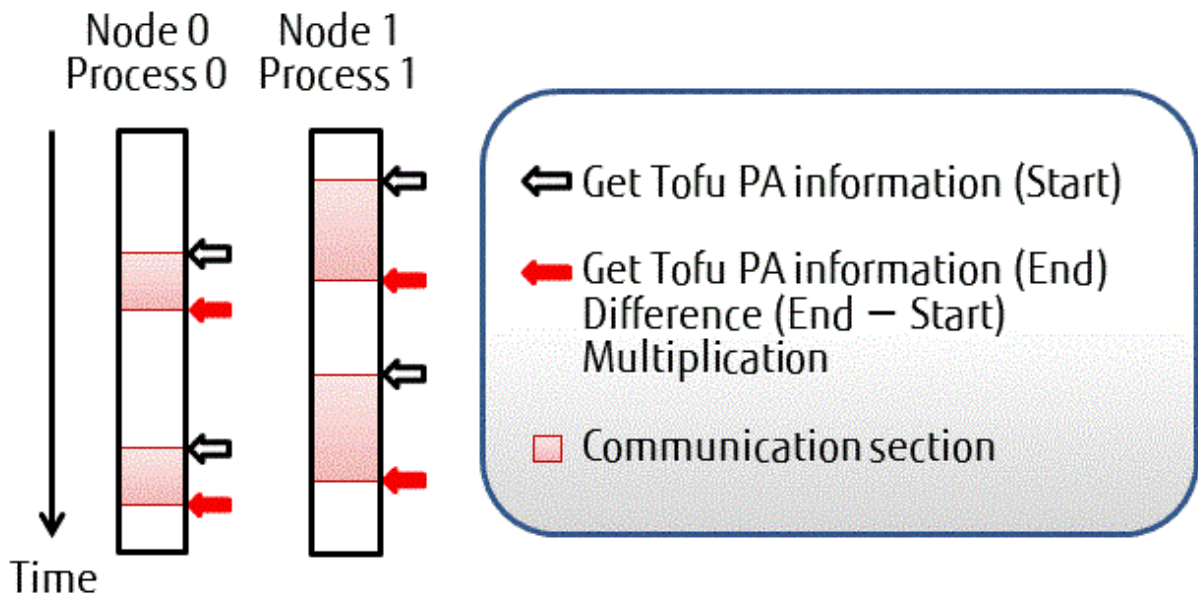 Node 0
Process 0
Node 1
Process 1
Get Tofu PA information (Start)
Get Tofu PA information (End)
Difference (End − Start)
Multiplication
Communication section
Time